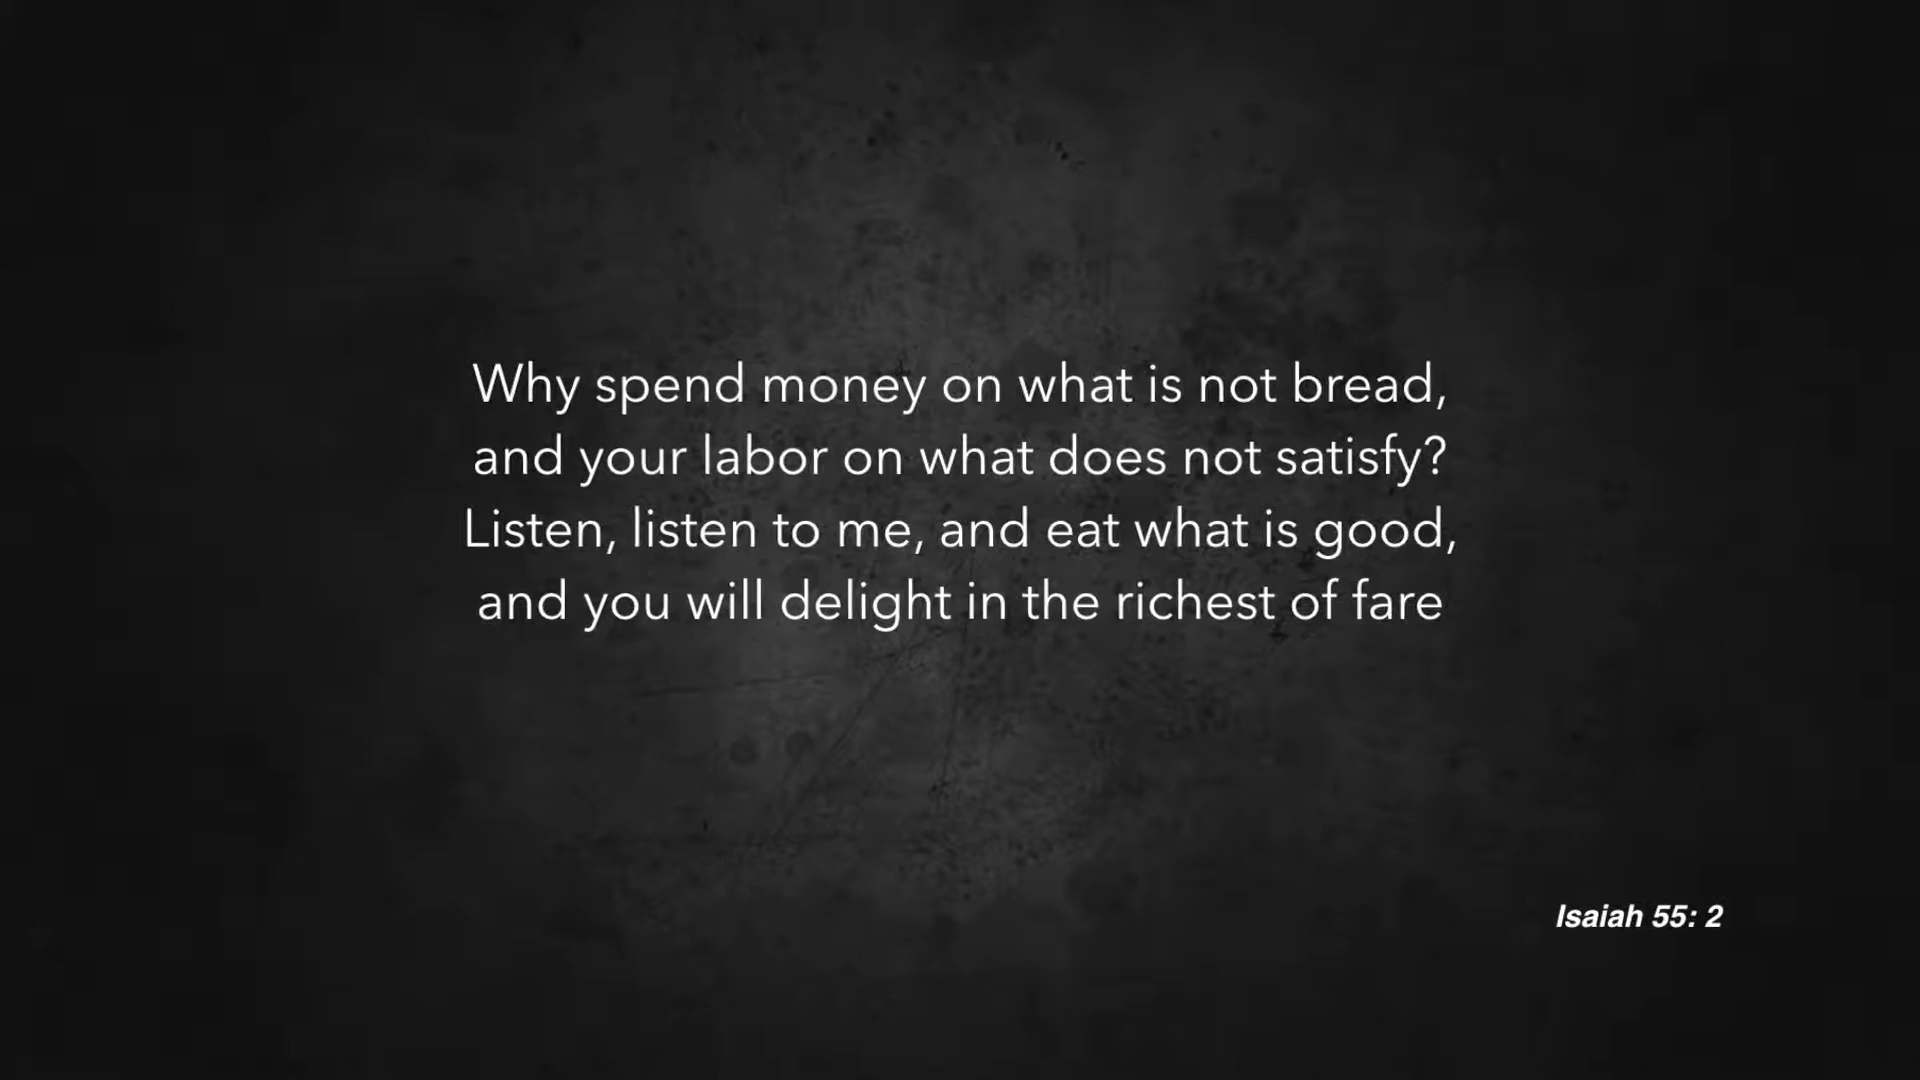 Why spend money on what is not bread,
and your labor on what does not satisfy?
Listen, listen to me, and eat what is good,
and you will delight in the richest of fare
Isaiah 55: 2